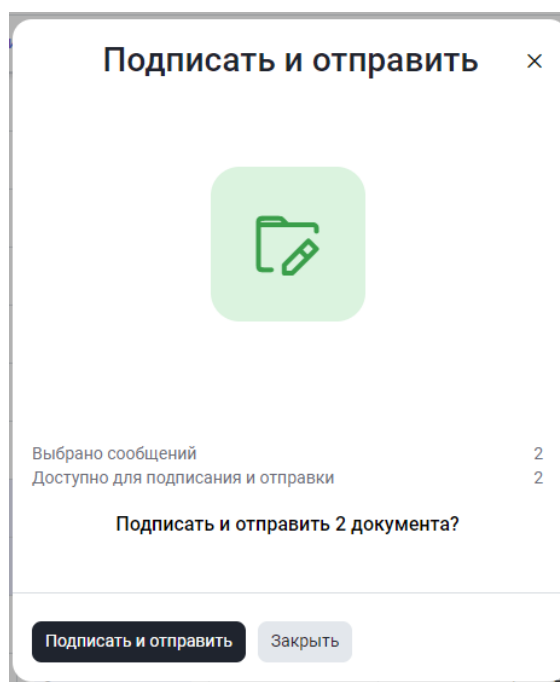 Подписать и отправить
Выбрано сообщений 2
Доступно для подписания и отправки 2
Подписать и отправить 2 документа?
Подписать и отправить Закрыть